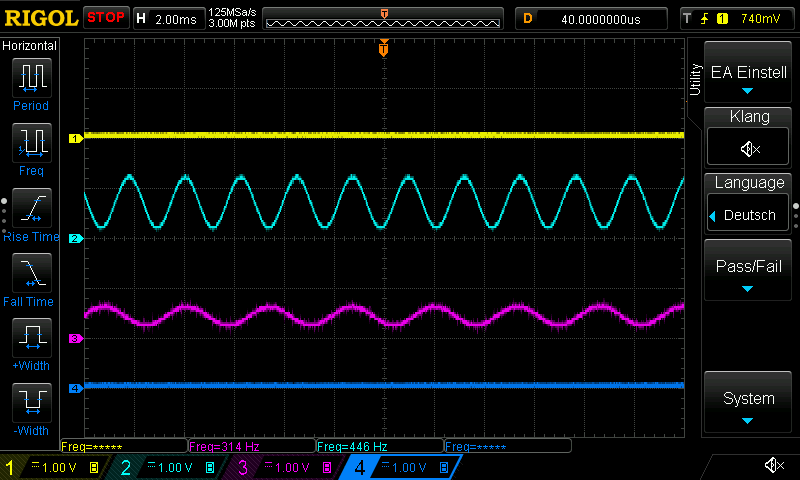 RIGOL STOP H 2.00ms 125MSa/s 3.00M pts T D 40.0000000us T 1 740mV
Horizontal
Period
Freq
Rise Time
Fall Time
+Width
-Width
T
1
2
3
4
Utility
EA Einstell
Klang
Language
Deutsch
Pass/Fail
System
Freq=***** Freq=314 Hz Freq=446 Hz Freq=*****
1 1.00 V B 2 1.00 V B 3 1.00 V B 4 1.00 V B